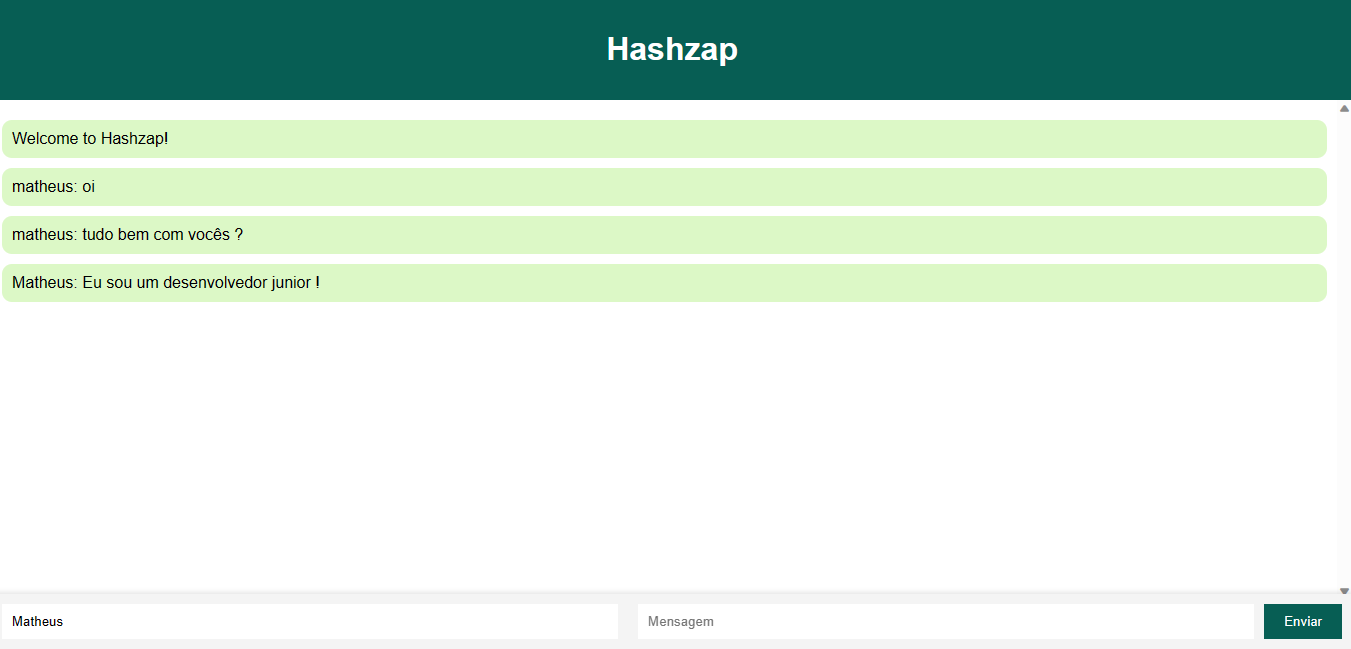 Hashzap
Welcome to Hashzap!
matheus: oi
matheus: tudo bem com vocês ?
Matheus: Eu sou um desenvolvedor junior !
Matheus
Mensagem
Enviar